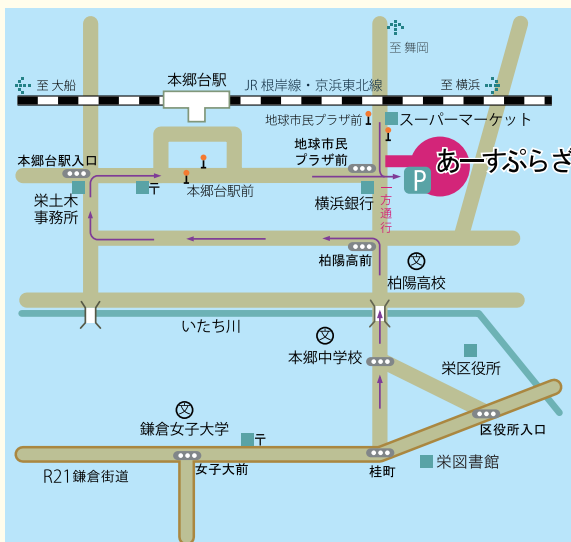 至 舞岡
至 大船
本郷台駅
JR 根岸線・京浜東北線
至 横浜
地球市民プラザ前
スーパーマーケット
本郷台駅入口
地球市民
プラザ前
あーすぷらざ
P
栄土木
事務所
〒
本郷台駅前
横浜銀行
一方通行
柏陽高前
文
柏陽高校
いたち川
文
本郷中学校
栄区役所
文
鎌倉女子大学
〒
区役所入口
R21鎌倉街道
女子大前
桂町
栄図書館